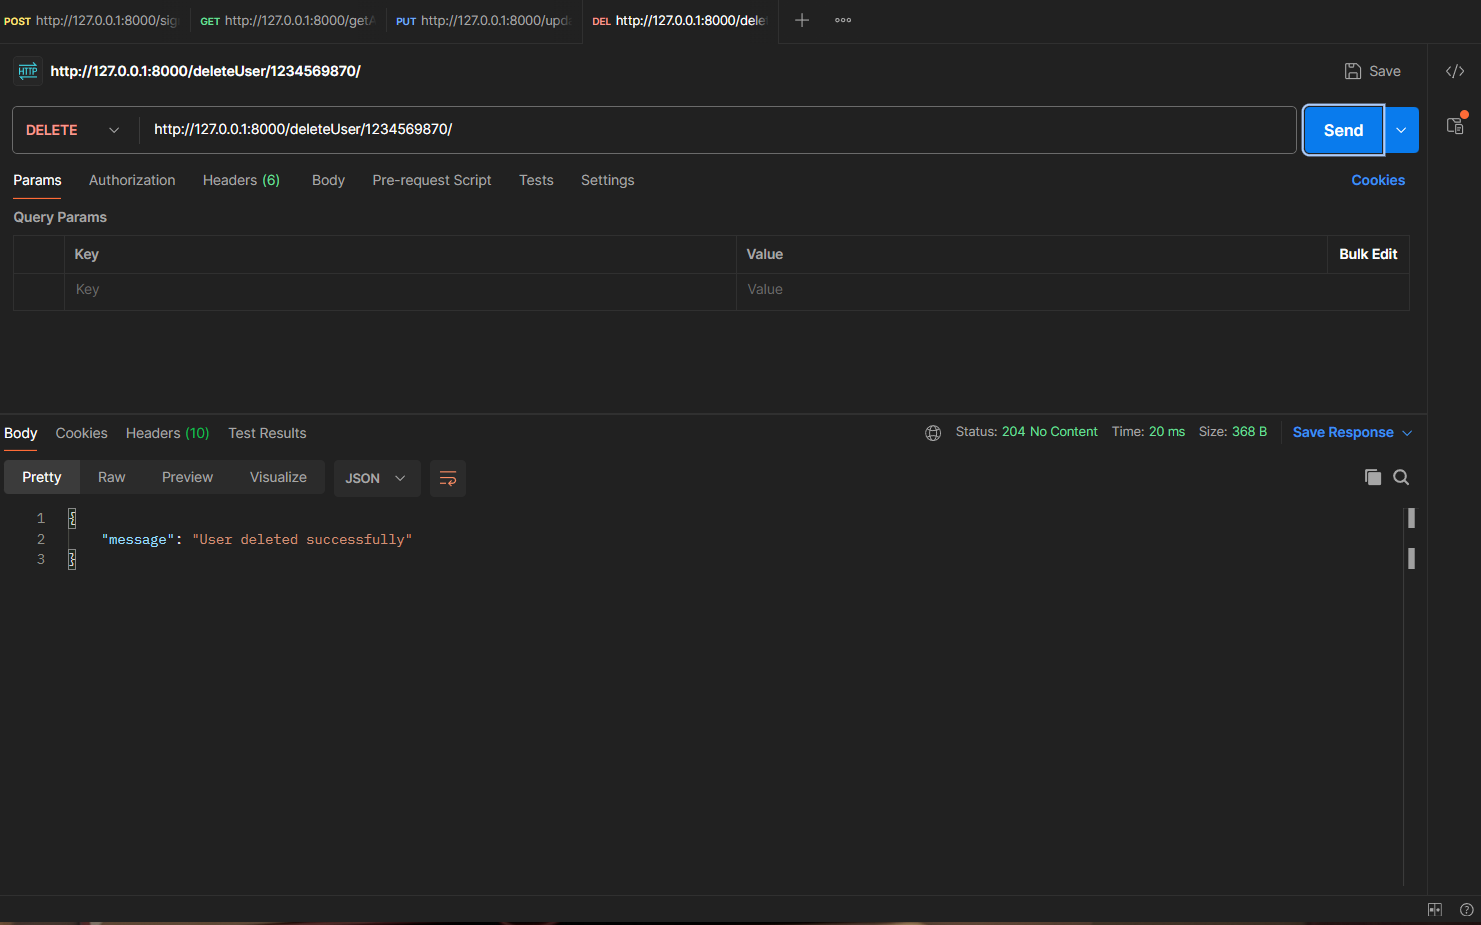 POST http://127.0.0.1:8000/sig
GET http://127.0.0.1:8000/getA
PUT http://127.0.0.1:8000/upda
DEL http://127.0.0.1:8000/dele
HTTP http://127.0.0.1:8000/deleteUser/1234569870/
Save
DELETE http://127.0.0.1:8000/deleteUser/1234569870/
Send
Params Authorization Headers (6) Body Pre-request Script Tests Settings Cookies
Query Params
Key Value Bulk Edit
Key Value
Body Cookies Headers (10) Test Results Status: 204 No Content Time: 20 ms Size: 368 B Save Response
Pretty Raw Preview Visualize JSON
1 {
2 "message": "User deleted successfully"
3 }